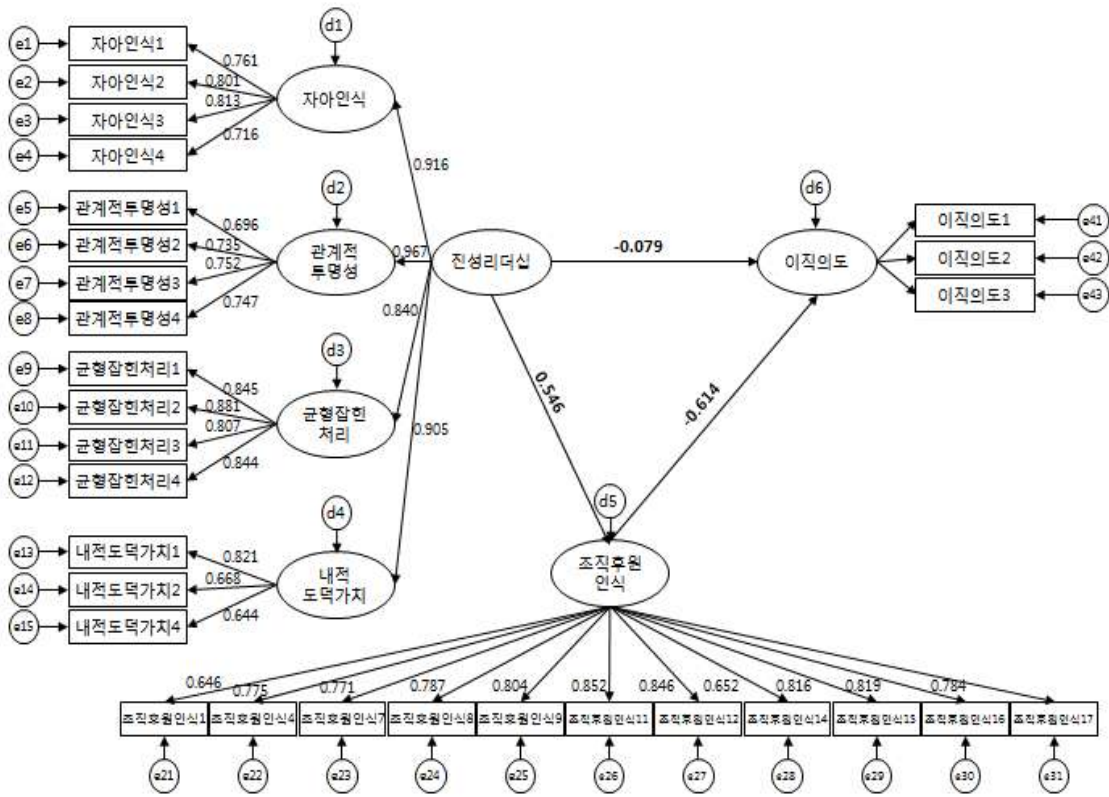 d1
e1 자아인식1
0.761
e2 자아인식2
0.801
자아인식
0.813
e3 자아인식3
0.716
e4 자아인식4
0.916
d2
d6
e5 관계적투명성1
0.696
이직의도1 e41
e6 관계적투명성2
0.735
관계적
투명성
0.967
진성리더십
-0.079
이직의도
이직의도2 e42
0.752
e7 관계적투명성3
이직의도3 e43
0.747
e8 관계적투명성4
0.840
d3
e9 균형잡힌처리1
0.845
0.546
-0.614
e10 균형잡힌처리2
0.881
균형잡힌
처리
0.807
0.905
e11 균형잡힌처리3
0.844
e12 균형잡힌처리4
d4
d5
e13 내적도덕가치1
0.821
내적
도덕가치
조직후원
인식
e14 내적도덕가치2
0.668
0.644
e15 내적도덕가치4
0.646 0.775 0.771 0.787 0.804 0.852 0.846 0.652 0.816 0.819 0.784
조직후원인식1 조직후원인식4 조직후원인식7 조직후원인식8 조직후원인식9 조직후원인식11 조직후원인식12 조직후원인식14 조직후원인식15 조직후원인식16 조직후원인식17
e21 e22 e23 e24 e25 e26 e27 e28 e29 e30 e31